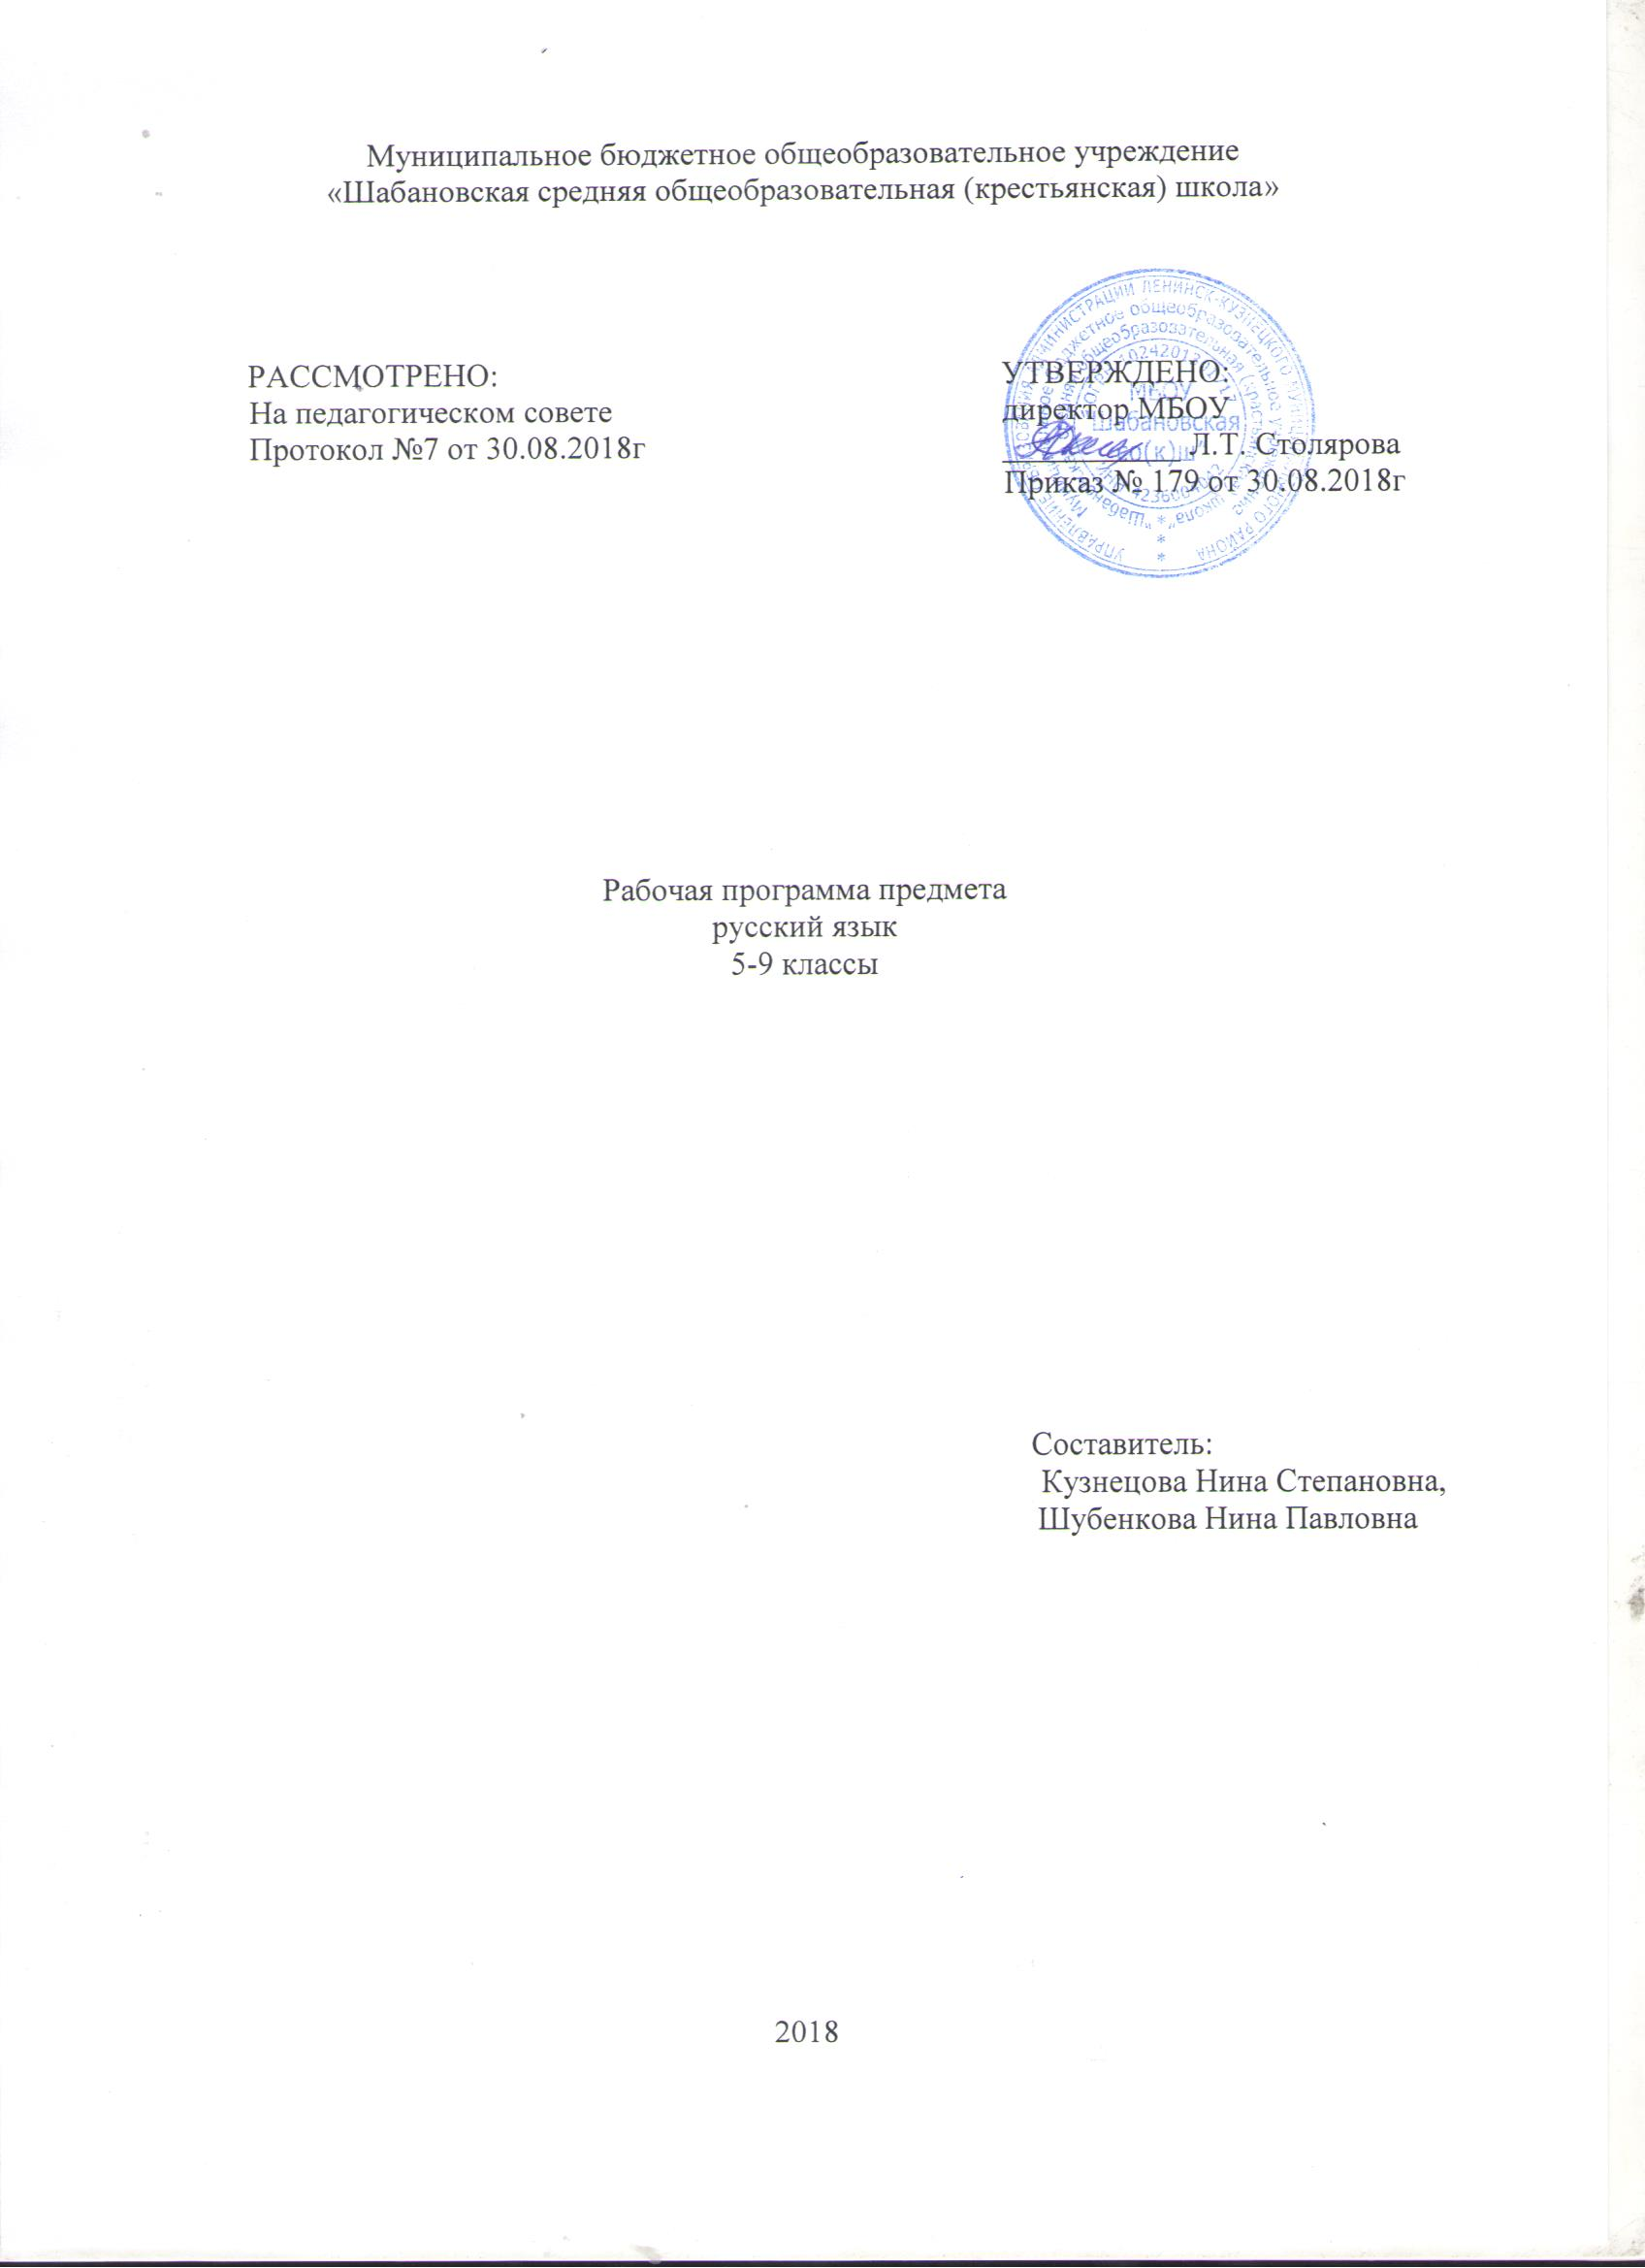 Муниципальное бюджетное общеобразовательное учреждение
«Шабановская средняя общеобразовательная (крестьянская) школа»
РАССМОТРЕНО:
На педагогическом совете
Протокол №7 от 30.08.2018г
УТВЕРЖДЕНО:
директор МБОУ
Л.Т. Столярова
Приказ № 179 от 30.08.2018г
МБОУ
"Шабановская
Рабочая программа предмета
русский язык
5-9 классы
Составитель:
Кузнецова Нина Степановна,
Шубенкова Нина Павловна
2018